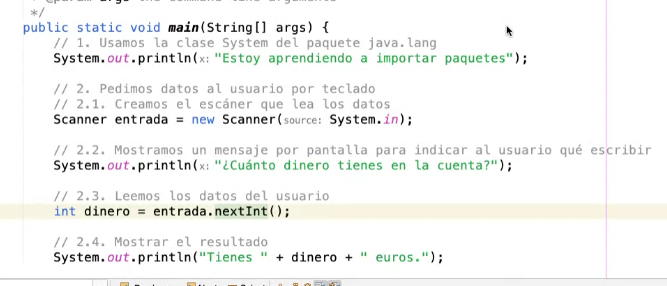 */
public static void main(String[] args) {
// 1. Usamos la clase System del paquete java.lang
System.out.println(x: "Estoy aprendiendo a importar paquetes");
// 2. Pedimos datos al usuario por teclado
// 2.1. Creamos el escáner que lea los datos
Scanner entrada = new Scanner(source: System.in);
// 2.2. Mostramos un mensaje por pantalla para indicar al usuario qué escribir
System.out.println(x: "¿Cuánto dinero tienes en la cuenta?");
// 2.3. Leemos los datos del usuario
int dinero = entrada.nextInt();
// 2.4. Mostrar el resultado
System.out.println("Tienes " + dinero + " euros.");